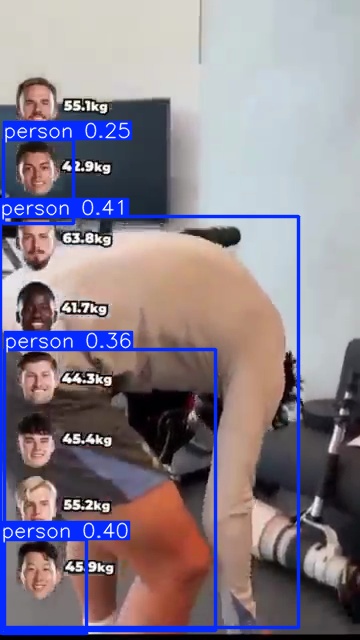 55.1kg
person 0.25
42.9kg
person 0.41
63.8kg
41.7kg
person 0.36
44.3kg
45.4kg
55.2kg
person 0.40
45.9kg